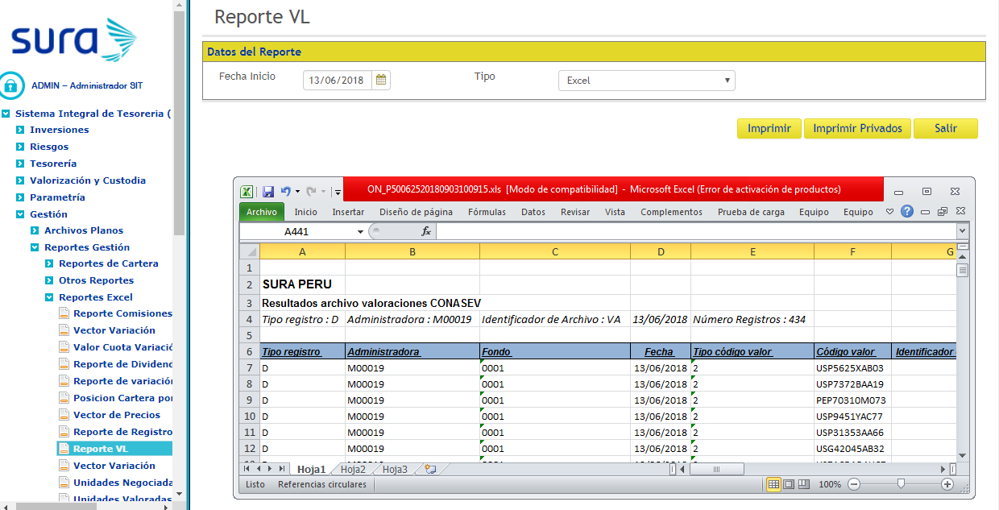 sura
ADMIN – Administrador SIT
Sistema Integral de Tesoreria (
Inversiones
Riesgos
Tesorería
Valorización y Custodia
Parametría
Gestión
Archivos Planos
Reportes Gestión
Reportes de Cartera
Otros Reportes
Reportes Excel
Reporte Comisiones
Vector Variación
Valor Cuota Variació
Reporte de Dividend
Reporte de variación
Posicion Cartera por
Vector de Precios
Reporte de Registro
Reporte VL
Vector Variación
Unidades Negociada
Unidades Valoradas
Reporte VL
Datos del Reporte
Fecha Inicio 13/06/2018 Tipo Excel
Imprimir Imprimir Privados Salir
ON_P50062520180903100915.xls [Modo de compatibilidad] - Microsoft Excel (Error de activación de productos)
Archivo Inicio Insertar Diseño de página Fórmulas Datos Revisar Vista Complementos Prueba de carga Equipo Equipo
A441 fx
A B C D E F G
1
2 SURA PERU
3 Resultados archivo valoraciones CONASEV
4 Tipo registro : D Administradora : M00019 Identificador de Archivo : VA 13/06/2018 Número Registros : 434
5
6 Tipo registro Administradora Fondo Fecha Tipo código valor Código valor Identificador
7 D M00019 0001 13/06/2018 2 USP5625XAB03
8 D M00019 0001 13/06/2018 2 USP7372BAA19
9 D M00019 0001 13/06/2018 2 PEP70310M073
10 D M00019 0001 13/06/2018 2 USP9451YAC77
11 D M00019 0001 13/06/2018 2 USP31353AA66
12 D M00019 0001 13/06/2018 2 USG42045AB32
Hoja1 Hoja2 Hoja3
Listo Referencias circulares 100%